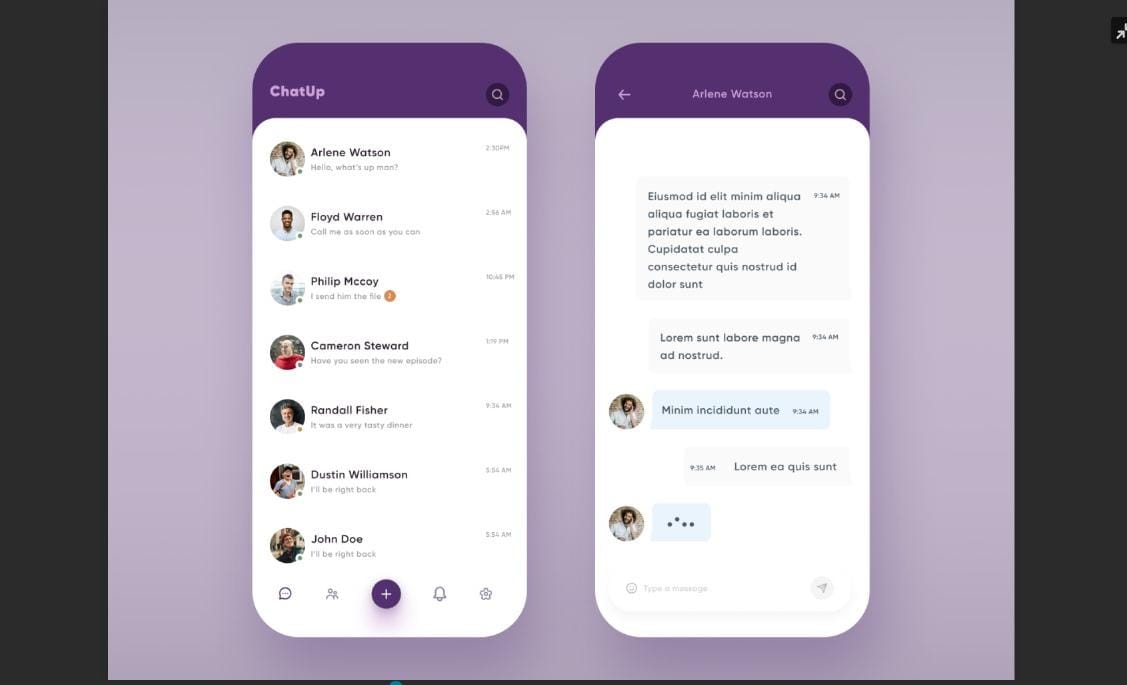 ChatUp
Arlene Watson
2:30PM
Hello, what's up man?
Floyd Warren
2:56 AM
Call me as soon as you can
Philip Mccoy
10:45 PM
I send him the file 2
Cameron Steward
1:19 PM
Have you seen the new episode?
Randall Fisher
9:34 AM
It was a very tasty dinner
Dustin Williamson
5:54 AM
I'll be right back
John Doe
5:54 AM
I'll be right back
Arlene Watson
Eiusmod id elit minim aliqua 9:34 AM
aliqua fugiat laboris et
pariatur ea laborum laboris.
Cupidatat culpa
consectetur quis nostrud id
dolor sunt
Lorem sunt labore magna 9:34 AM
ad nostrud.
Minim incididunt aute 9:34 AM
9:35 AM Lorem ea quis sunt
Type a message